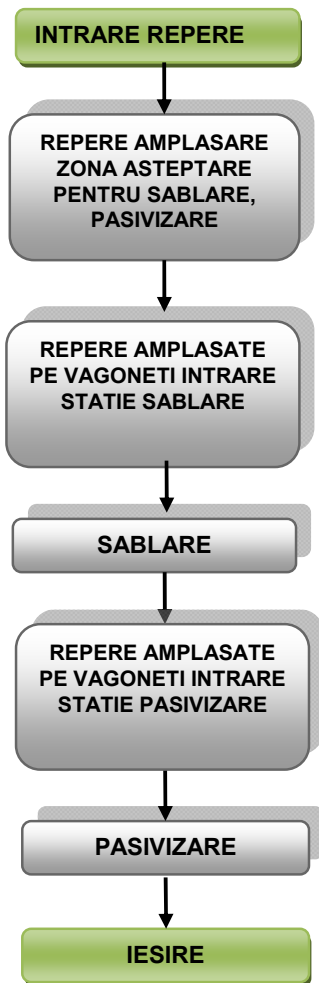 INTRARE REPERE
REPERE AMPLASARE
ZONA ASTEPTARE
PENTRU SABLARE,
PASIVIZARE
REPERE AMPLASATE
PE VAGONETI INTRARE
STATIE SABLARE
SABLARE
REPERE AMPLASATE
PE VAGONETI INTRARE
STATIE PASIVIZARE
PASIVIZARE
IESIRE